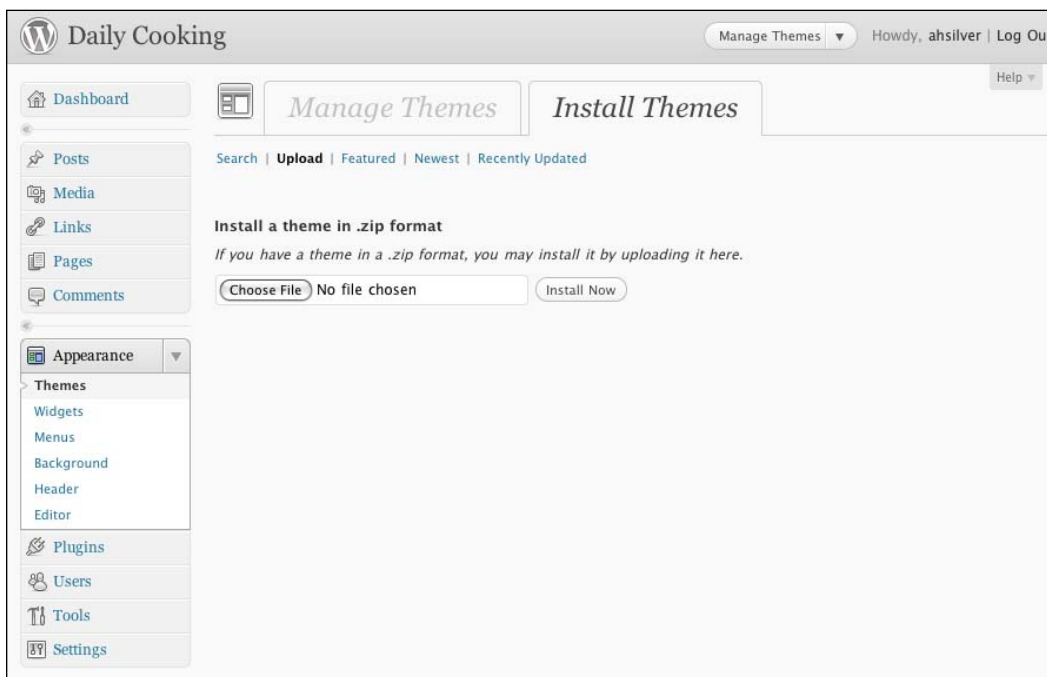 Daily Cooking
Manage Themes
Howdy, ahsilver | Log Ou
Help
Dashboard
Posts
Media
Links
Pages
Comments
Appearance
Themes
Widgets
Menus
Background
Header
Editor
Plugins
Users
Tools
Settings
Manage Themes
Install Themes
Search | Upload | Featured | Newest | Recently Updated
Install a theme in .zip format
If you have a theme in a .zip format, you may install it by uploading it here.
Choose File No file chosen
Install Now